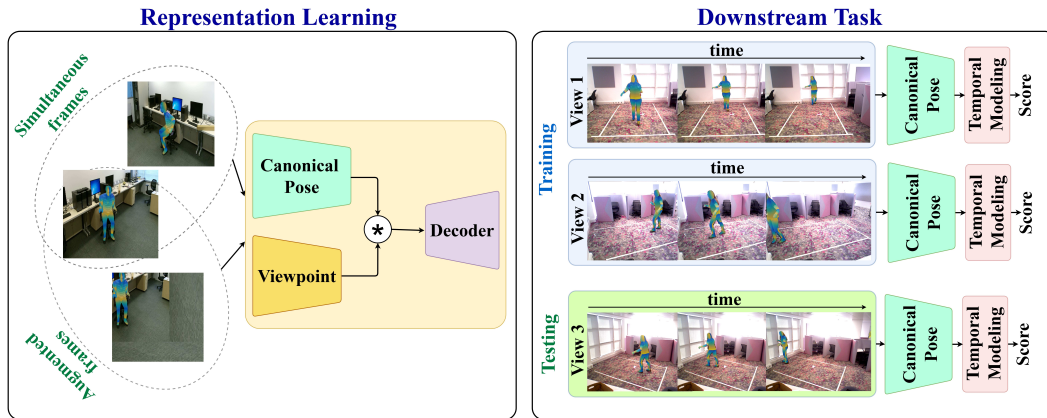 Representation Learning
Simultaneous
frames
Canonical
Pose
*
Decoder
Viewpoint
Augmented
frames
Downstream Task
Training
View 1
time
Canonical
Pose
Temporal
Modeling
Score
View 2
Canonical
Pose
Temporal
Modeling
Score
Testing
View 3
time
Canonical
Pose
Temporal
Modeling
Score